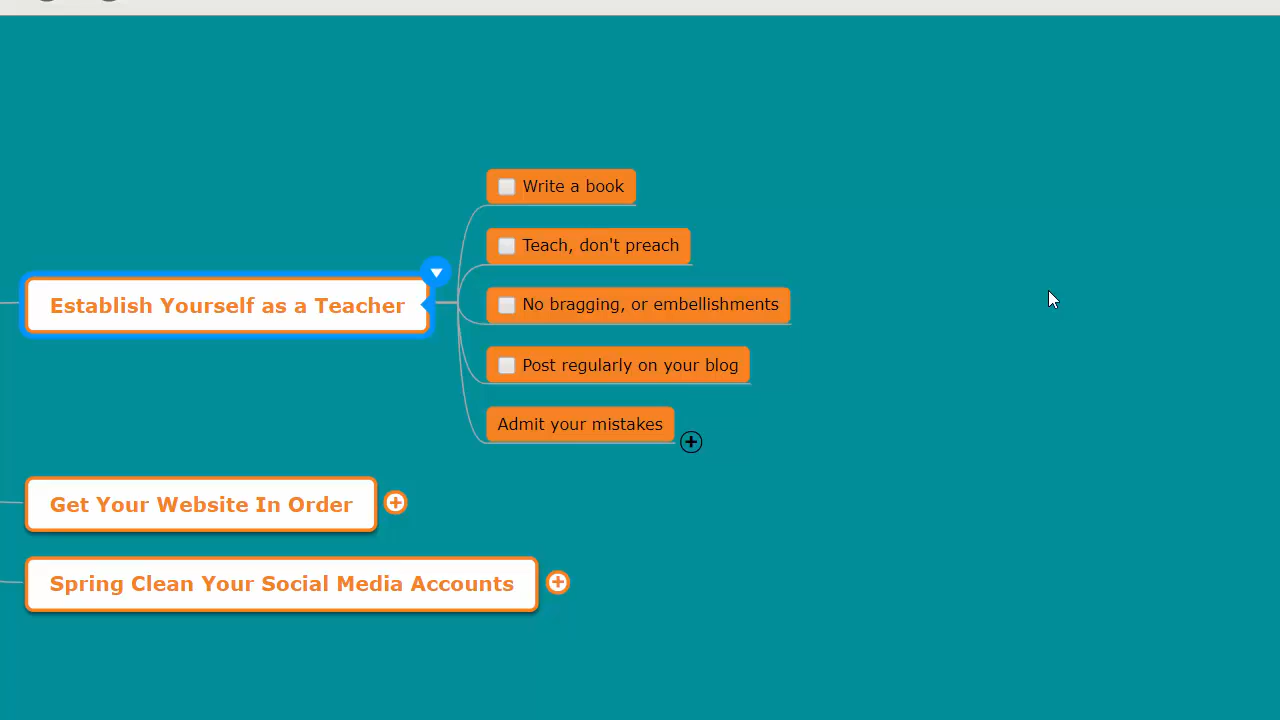 Write a book
Teach, don't preach
Establish Yourself as a Teacher
No bragging, or embellishments
Post regularly on your blog
Admit your mistakes
Get Your Website In Order
Spring Clean Your Social Media Accounts